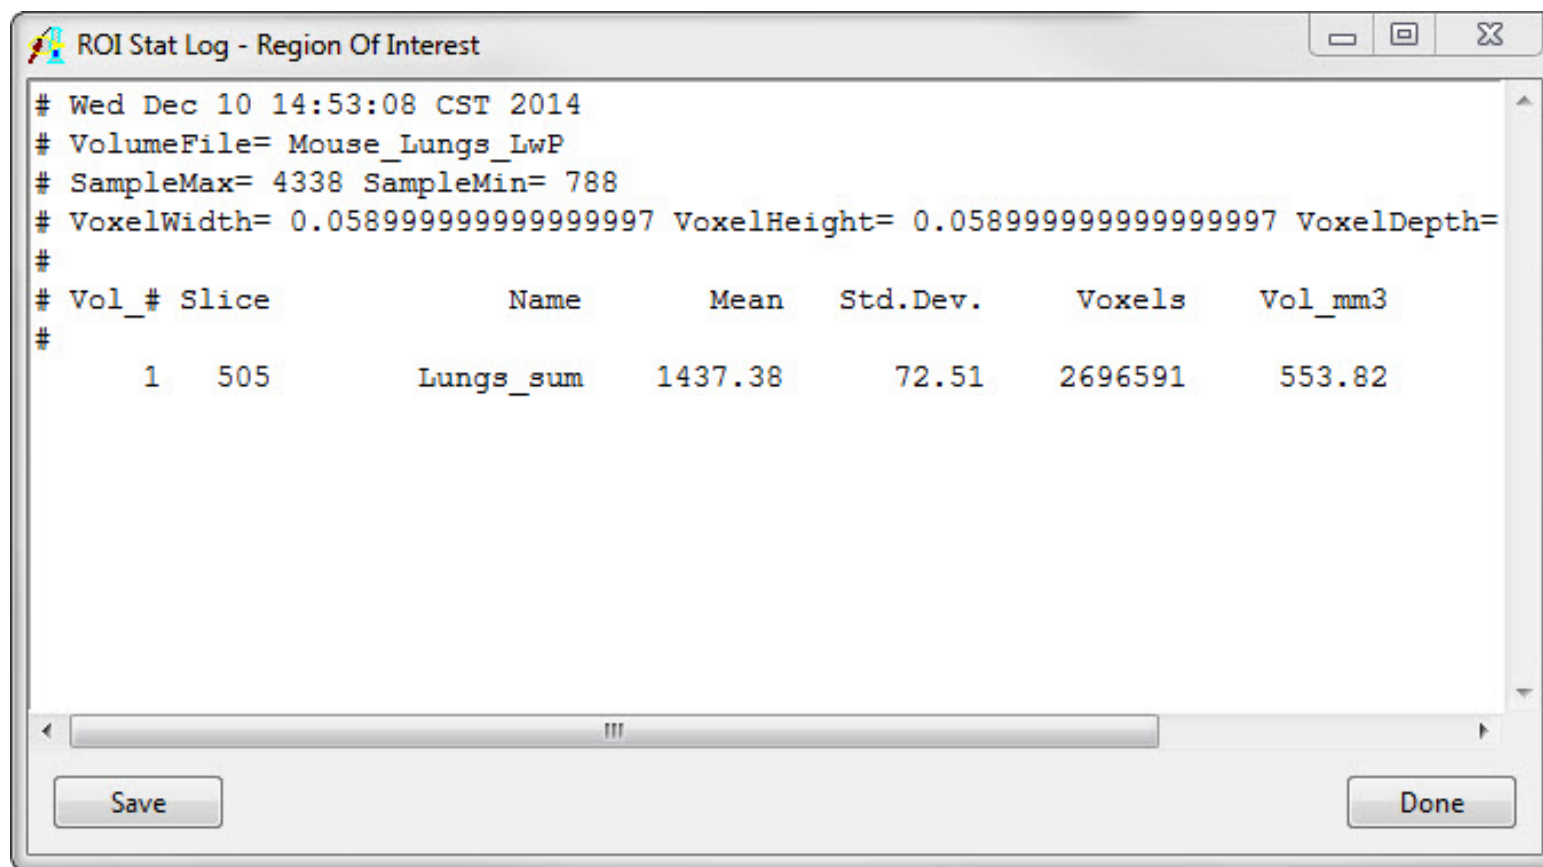 ROI Stat Log - Region Of Interest
# Wed Dec 10 14:53:08 CST 2014
# VolumeFile= Mouse_Lungs_LwP
# SampleMax= 4338 SampleMin= 788
# VoxelWidth= 0.058999999999999997 VoxelHeight= 0.058999999999999997 VoxelDepth=
#
# Vol_# Slice Name Mean Std.Dev. Voxels Vol_mm3
#
1 505 Lungs_sum 1437.38 72.51 2696591 553.82
Save Done